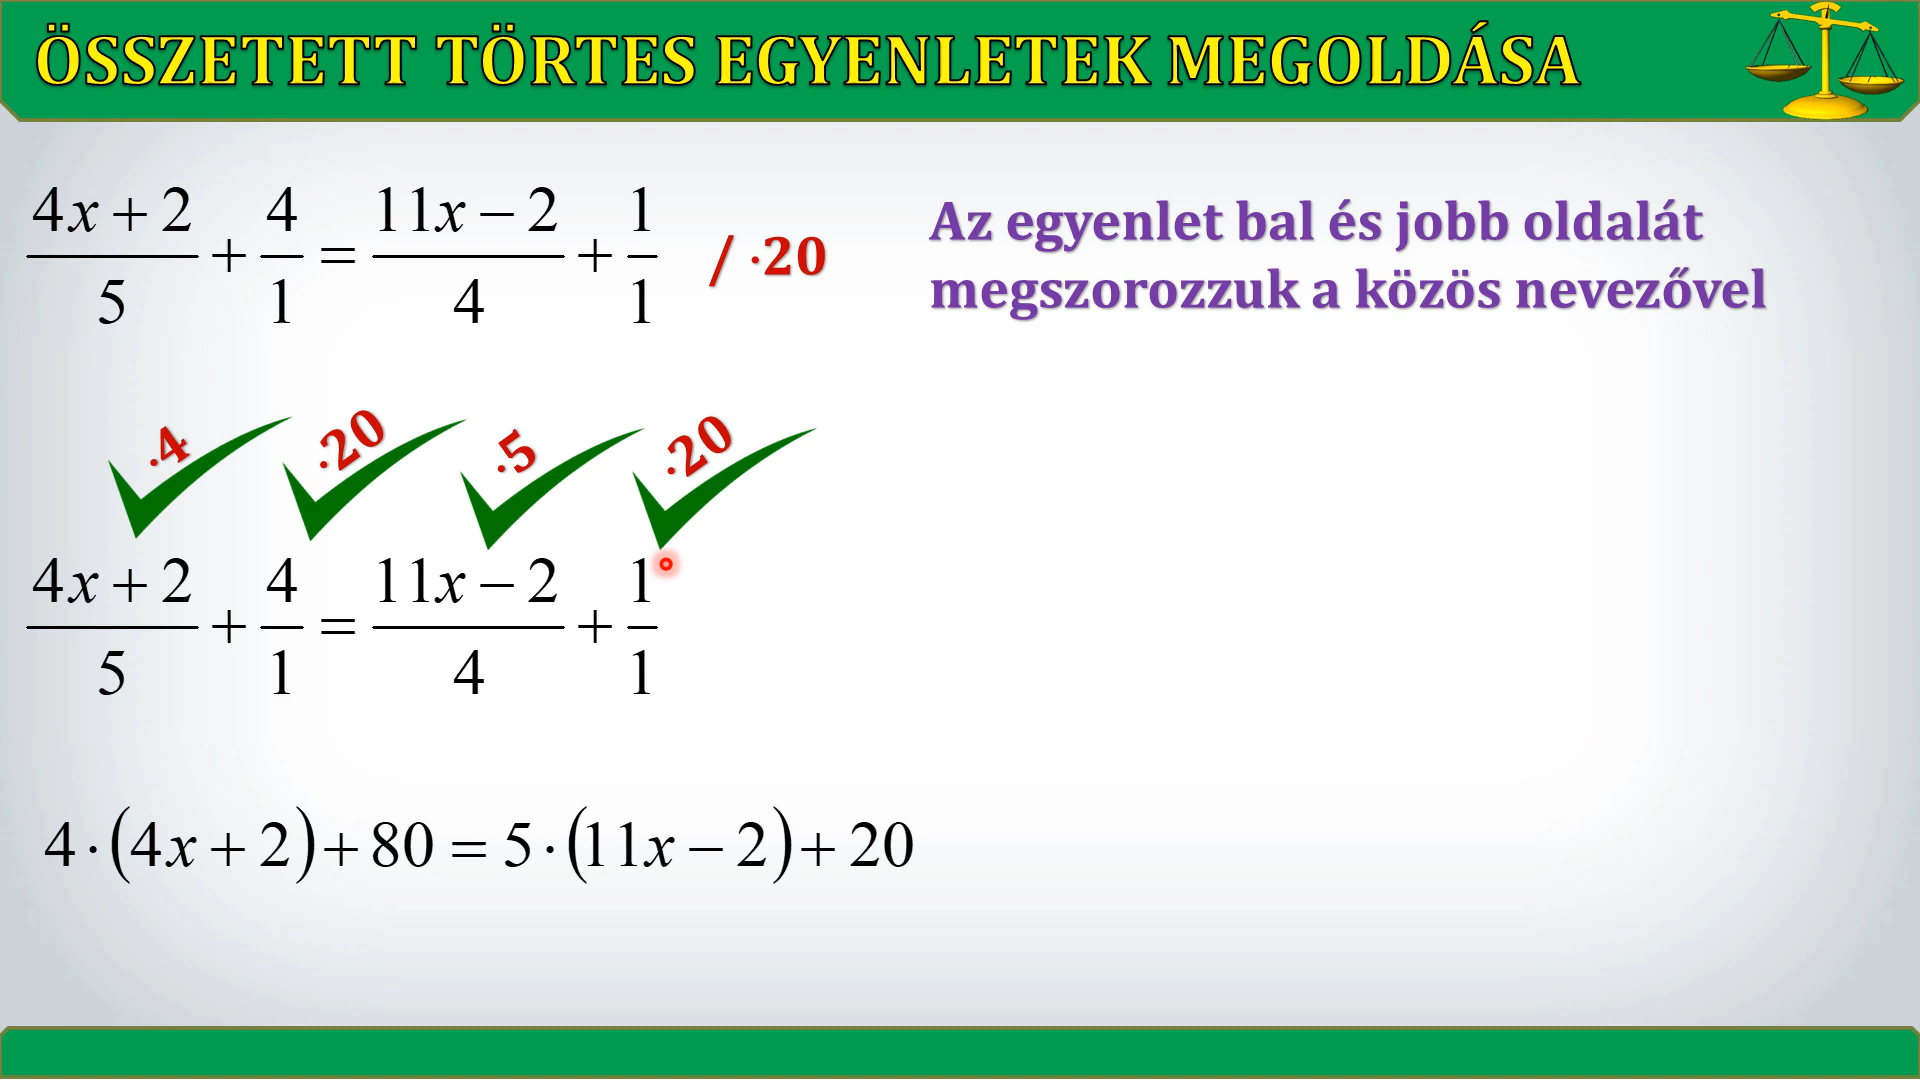 ÖSSZETETT TÖRTES EGYENLETEK MEGOLDÁSA
4x + 2 / 5 + 4 / 1 = 11x − 2 / 4 + 1 / 1   / ·20
Az egyenlet bal és jobb oldalát
megszorozzuk a közös nevezővel
·4 ·20 ·5 ·20
4x + 2 / 5 + 4 / 1 = 11x − 2 / 4 + 1 / 1
4·(4x + 2) + 80 = 5·(11x − 2) + 20